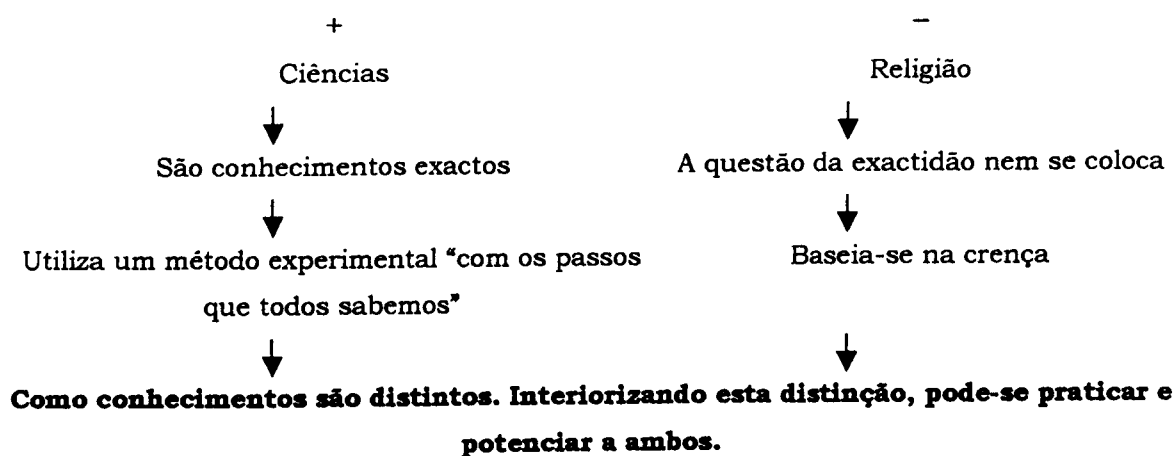 +
Ciências
São conhecimentos exactos
Utiliza um método experimental “com os passos
que todos sabemos”
−
Religião
A questão da exactidão nem se coloca
Baseia-se na crença
Como conhecimentos são distintos. Interiorizando esta distinção, pode-se praticar e
potenciar a ambos.